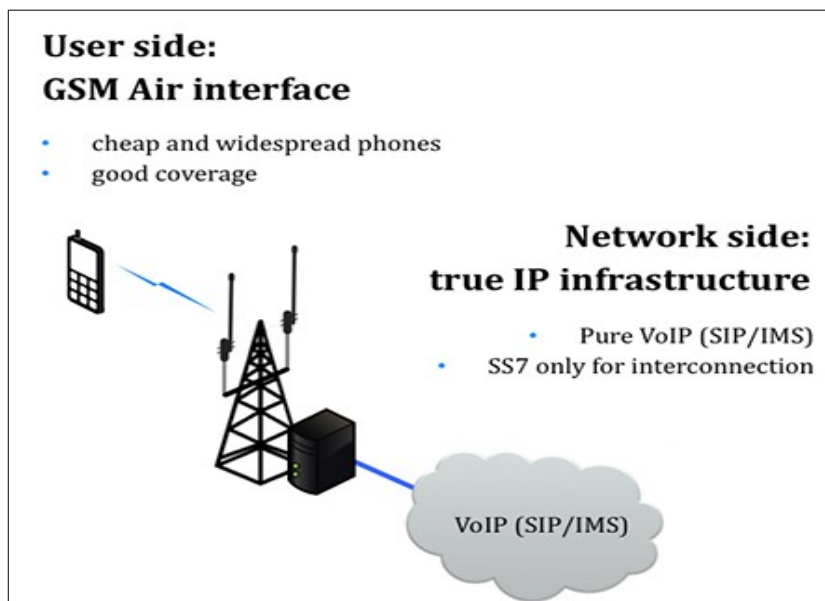 User side:
GSM Air interface
• cheap and widespread phones
• good coverage
Network side:
true IP infrastructure
• Pure VoIP (SIP/IMS)
• SS7 only for interconnection
VoIP (SIP/IMS)